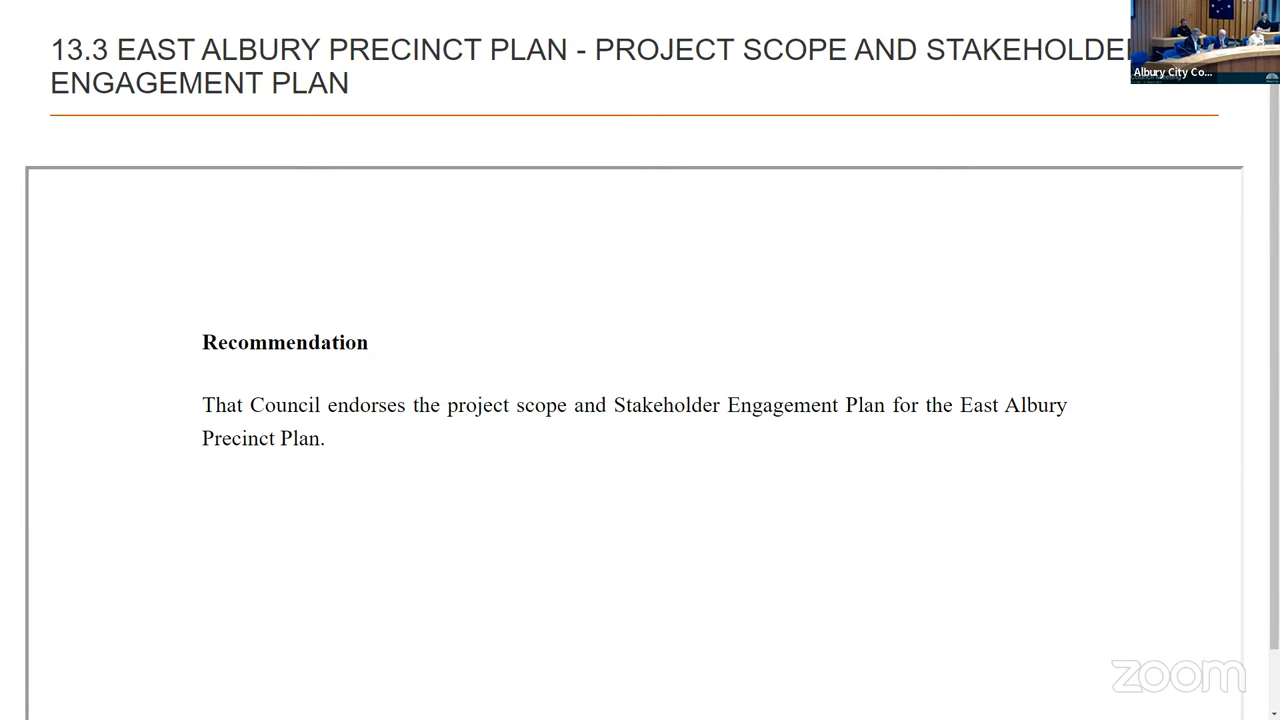 13.3 EAST ALBURY PRECINCT PLAN - PROJECT SCOPE AND STAKEHOLDER
ENGAGEMENT PLAN
Albury City Co...
Recommendation
That Council endorses the project scope and Stakeholder Engagement Plan for the East Albury
Precinct Plan.
zoom